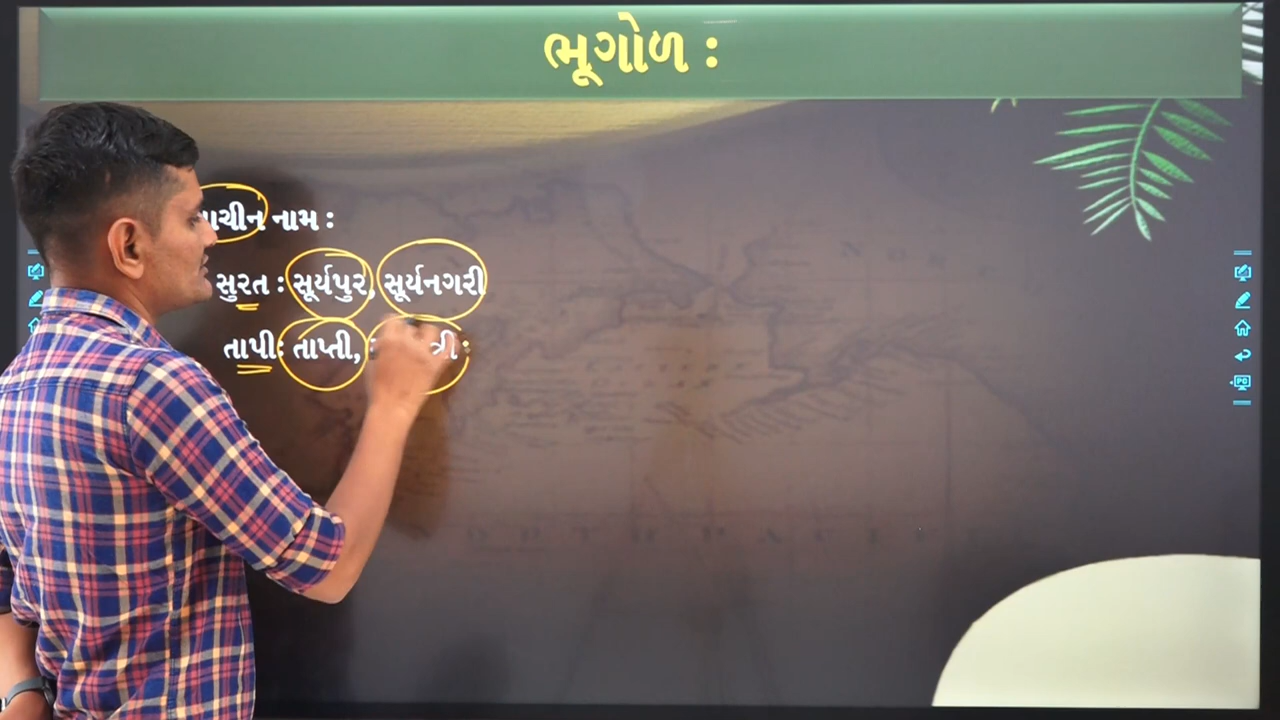 ભૂગોળ :
નામ :
સુરત : સૂર્યપુર, સૂર્યનગરી
તાપી: તાપ્તી,